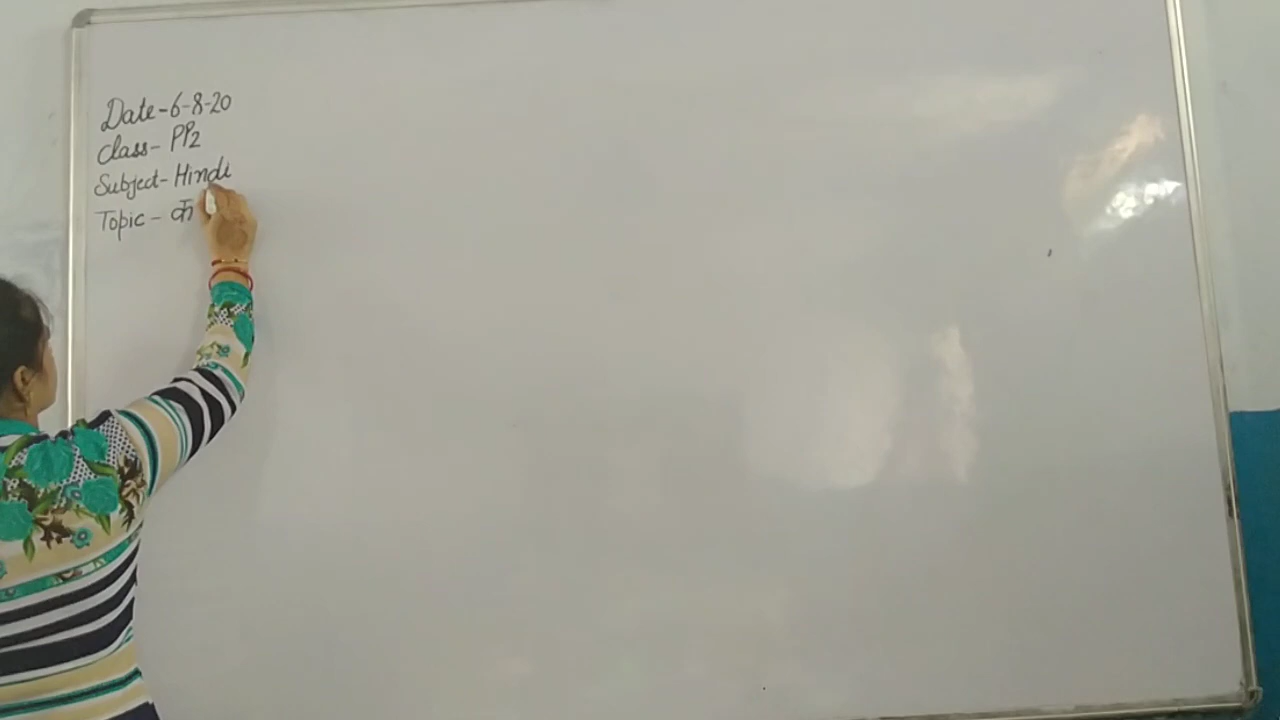 Date-6-8-20
Class- PP2
Subject- Hindi
Topic - क